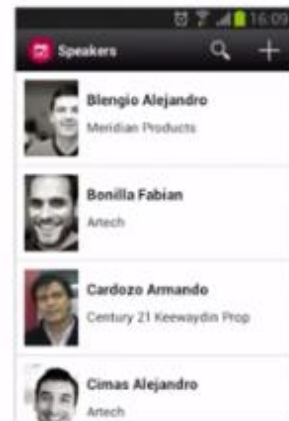 16:09
Speakers
Blengio Alejandro
Meridian Products
Bonilla Fabian
Artech
Cardozo Armando
Century 21 Keewaydin Prop
Cimas Alejandro
Artech